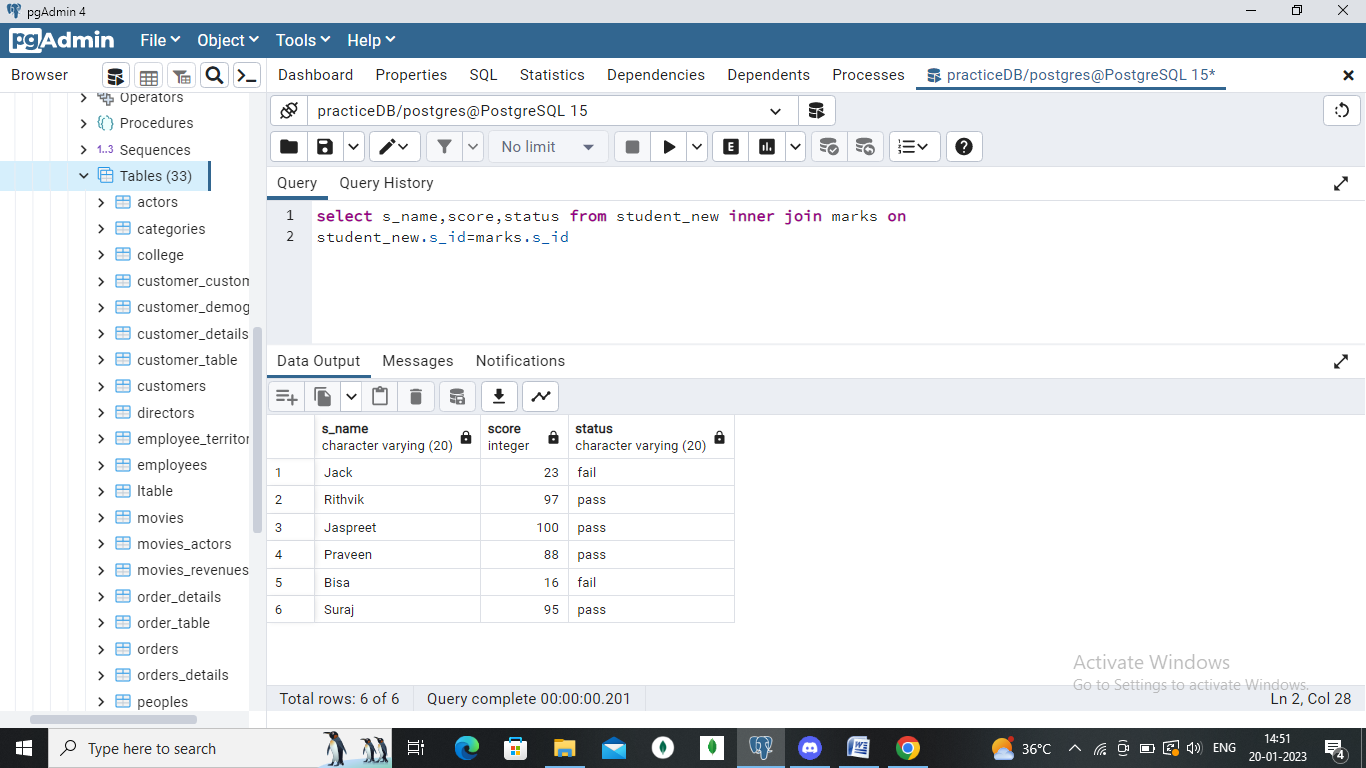 pgAdmin 4
pgAdmin File Object Tools Help
Browser
Dashboard Properties SQL Statistics Dependencies Dependents Processes practiceDB/postgres@PostgreSQL 15*
Operators
Procedures
1..3 Sequences
Tables (33)
actors
categories
college
customer_custom
customer_demog
customer_details
customer_table
customers
directors
employee_territor
employees
ltable
movies
movies_actors
movies_revenues
order_details
order_table
orders
orders_details
peoples
practiceDB/postgres@PostgreSQL 15
No limit E
Query Query History
1 select s_name,score,status from student_new inner join marks on
2 student_new.s_id=marks.s_id
Data Output Messages Notifications
s_name score status
character varying (20) integer character varying (20)
1 Jack 23 fail
2 Rithvik 97 pass
3 Jaspreet 100 pass
4 Praveen 88 pass
5 Bisa 16 fail
6 Suraj 95 pass
Activate Windows
Go to Settings to activate Windows.
Total rows: 6 of 6 Query complete 00:00:00.201 Ln 2, Col 28
Type here to search 36°C ENG 14:51
20-01-2023 4